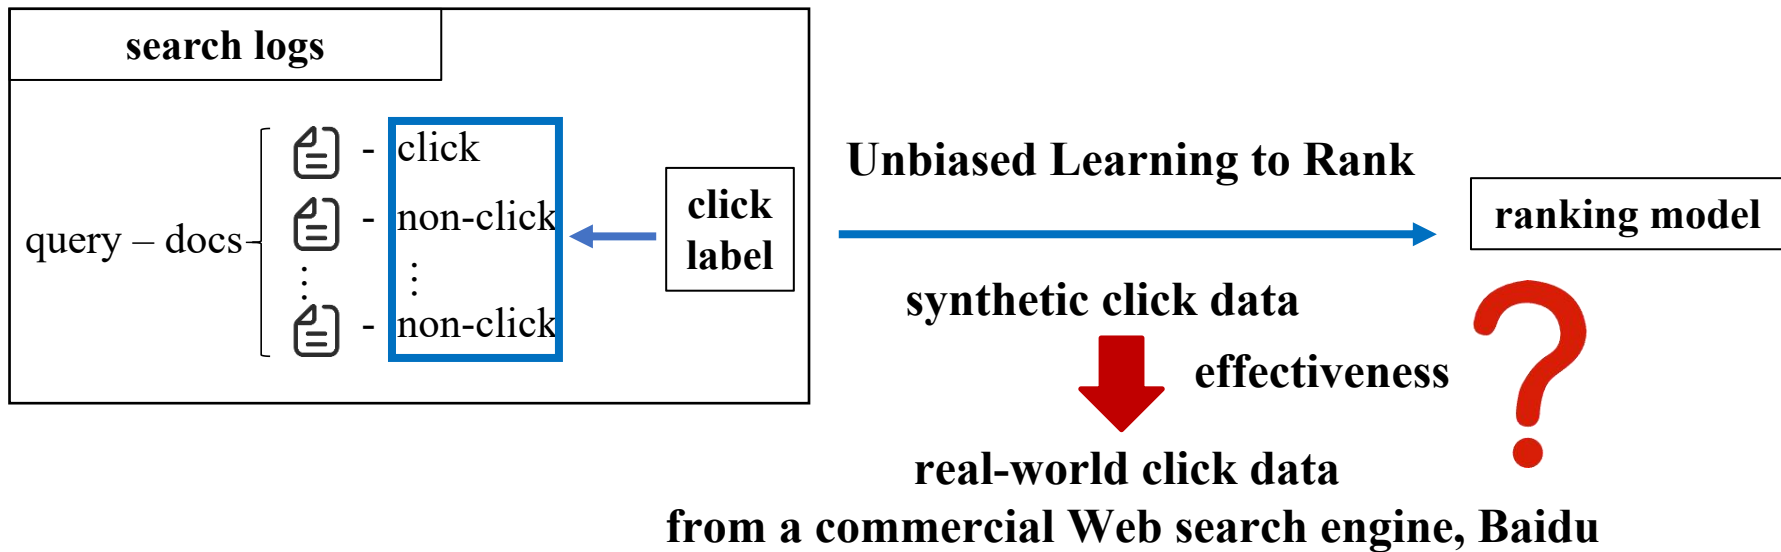 search logs
query – docs
- click
- non-click
⋮ ⋮
- non-click
click
label
Unbiased Learning to Rank
ranking model
synthetic click data
effectiveness
real-world click data
from a commercial Web search engine, Baidu
?